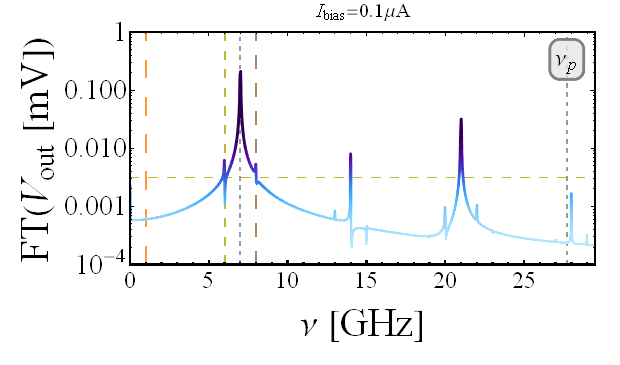 I_bias=0.1μA
FT(V_out [mV])
1
0.100
0.010
0.001
10^-4
ν_p
0 5 10 15 20 25
ν [GHz]